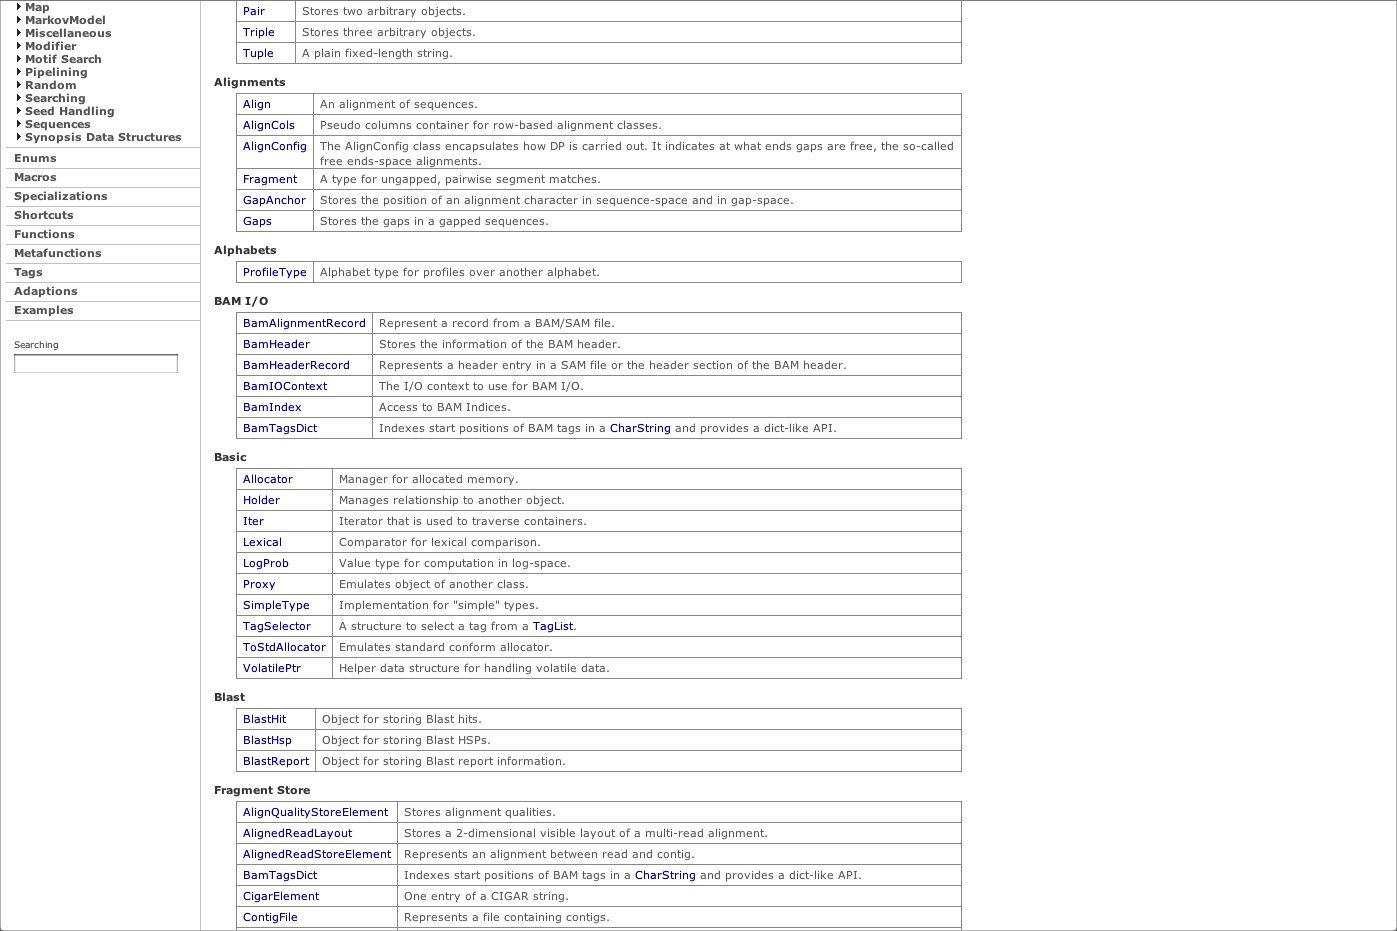 Map
MarkovModel
Miscellaneous
Modifier
Motif Search
Pipelining
Random
Searching
Seed Handling
Sequences
Synopsis Data Structures
Enums
Macros
Specializations
Shortcuts
Functions
Metafunctions
Tags
Adaptions
Examples
Searching
Pair Stores two arbitrary objects.
Triple Stores three arbitrary objects.
Tuple A plain fixed-length string.
Alignments
Align An alignment of sequences.
AlignCols Pseudo columns container for row-based alignment classes.
AlignConfig The AlignConfig class encapsulates how DP is carried out. It indicates at what ends gaps are free, the so-called
free ends-space alignments.
Fragment A type for ungapped, pairwise segment matches.
GapAnchor Stores the position of an alignment character in sequence-space and in gap-space.
Gaps Stores the gaps in a gapped sequences.
Alphabets
ProfileType Alphabet type for profiles over another alphabet.
BAM I/O
BamAlignmentRecord Represent a record from a BAM/SAM file.
BamHeader Stores the information of the BAM header.
BamHeaderRecord Represents a header entry in a SAM file or the header section of the BAM header.
BamIOContext The I/O context to use for BAM I/O.
BamIndex Access to BAM Indices.
BamTagsDict Indexes start positions of BAM tags in a CharString and provides a dict-like API.
Basic
Allocator Manager for allocated memory.
Holder Manages relationship to another object.
Iter Iterator that is used to traverse containers.
Lexical Comparator for lexical comparison.
LogProb Value type for computation in log-space.
Proxy Emulates object of another class.
SimpleType Implementation for "simple" types.
TagSelector A structure to select a tag from a TagList.
ToStdAllocator Emulates standard conform allocator.
VolatilePtr Helper data structure for handling volatile data.
Blast
BlastHit Object for storing Blast hits.
BlastHsp Object for storing Blast HSPs.
BlastReport Object for storing Blast report information.
Fragment Store
AlignQualityStoreElement Stores alignment qualities.
AlignedReadLayout Stores a 2-dimensional visible layout of a multi-read alignment.
AlignedReadStoreElement Represents an alignment between read and contig.
BamTagsDict Indexes start positions of BAM tags in a CharString and provides a dict-like API.
CigarElement One entry of a CIGAR string.
ContigFile Represents a file containing contigs.